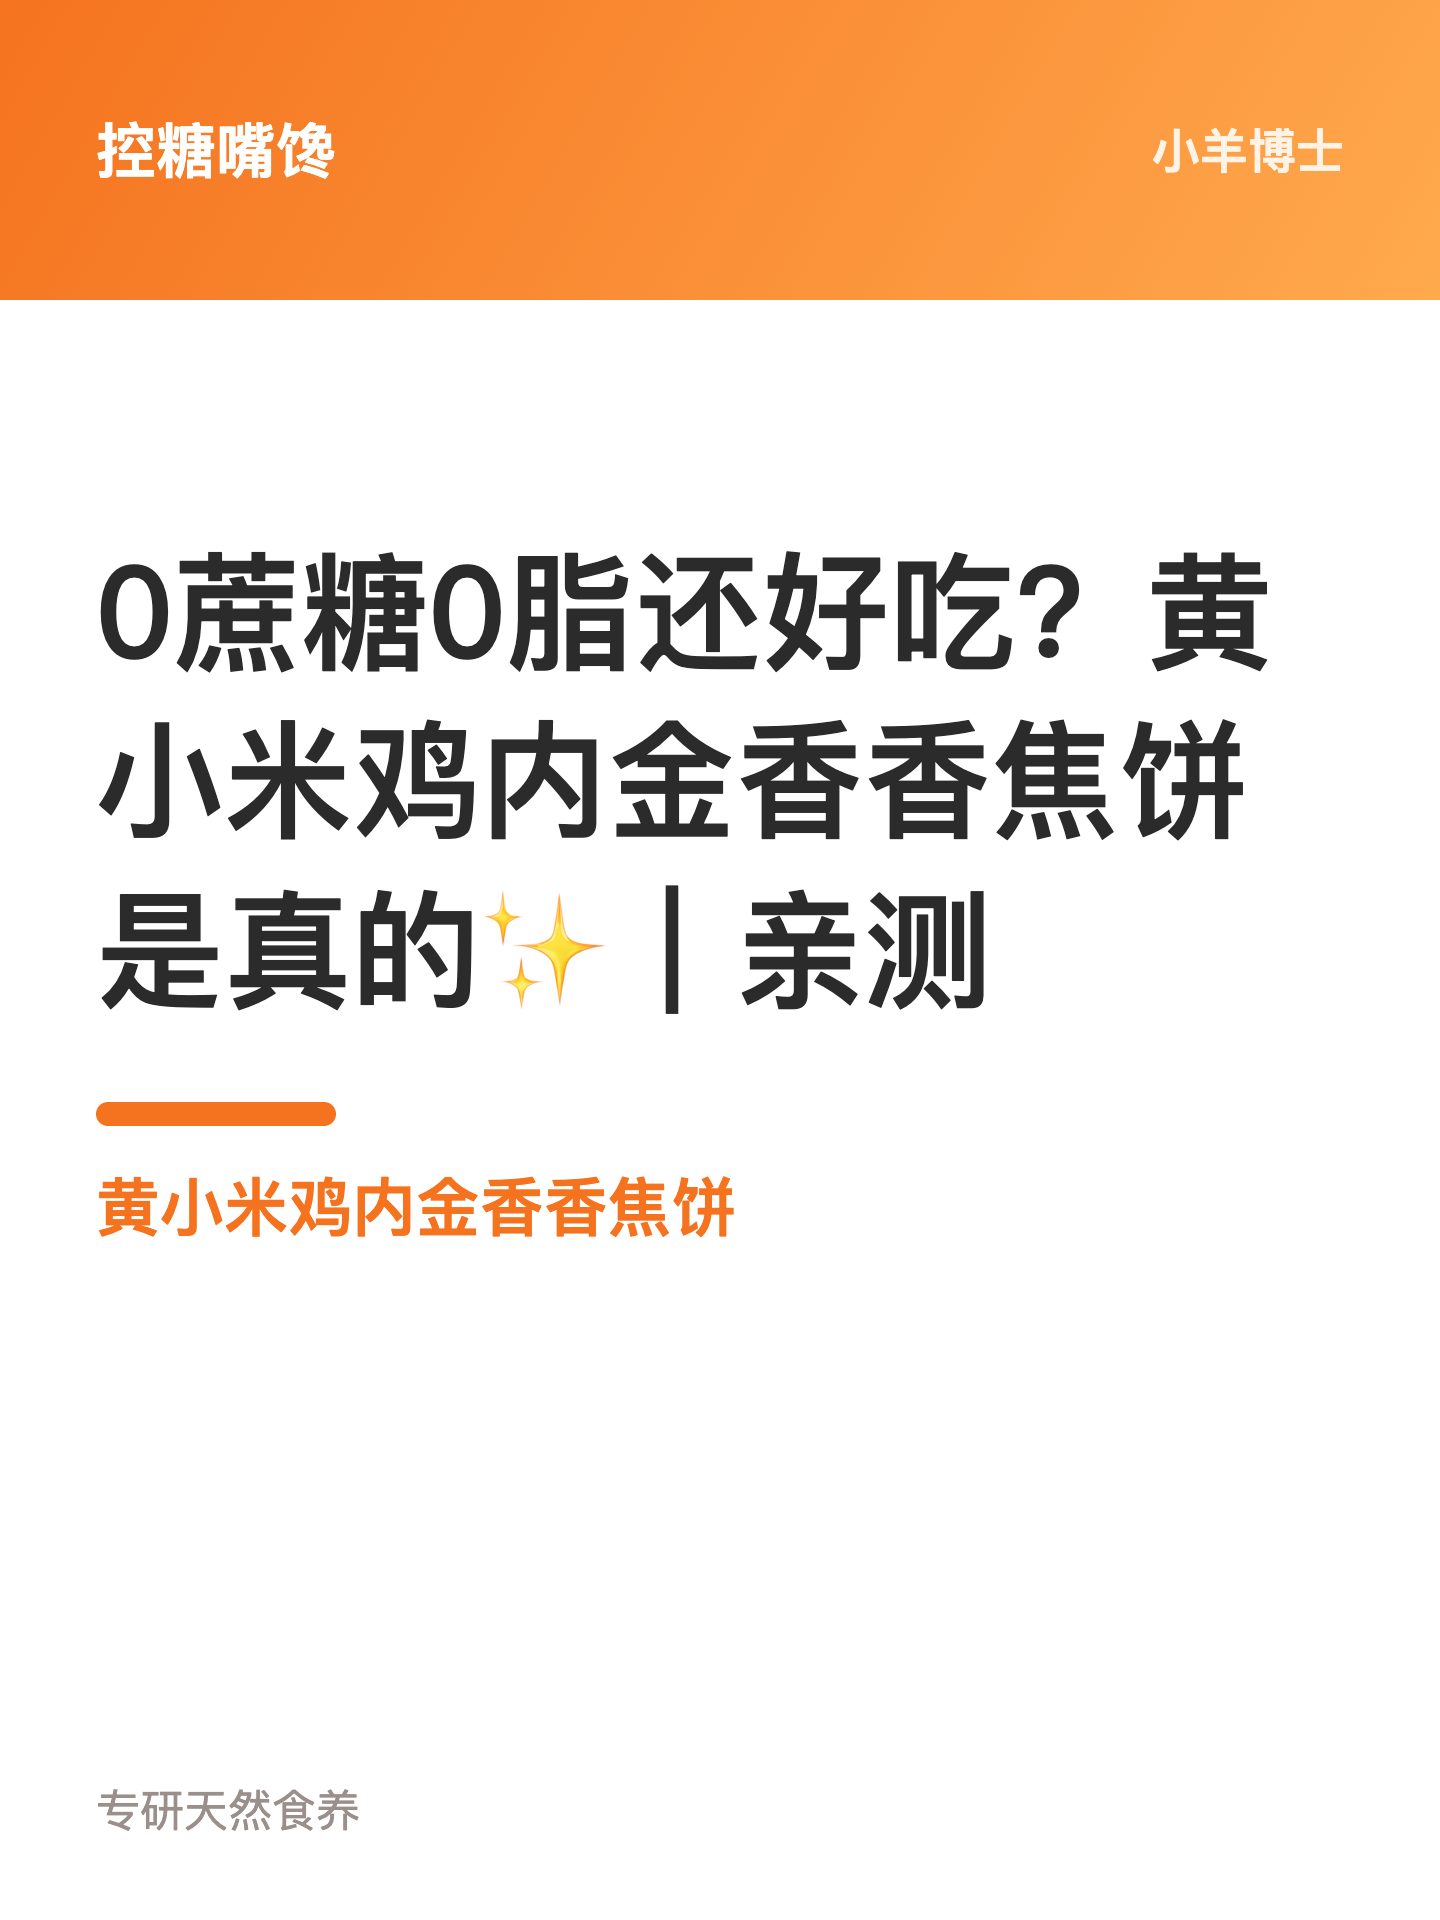 控糖嘴馋
小羊博士
0蔗糖0脂还好吃？黄
小米鸡内金香香焦饼
是真的✨｜亲测
黄小米鸡内金香香焦饼
专研天然食养